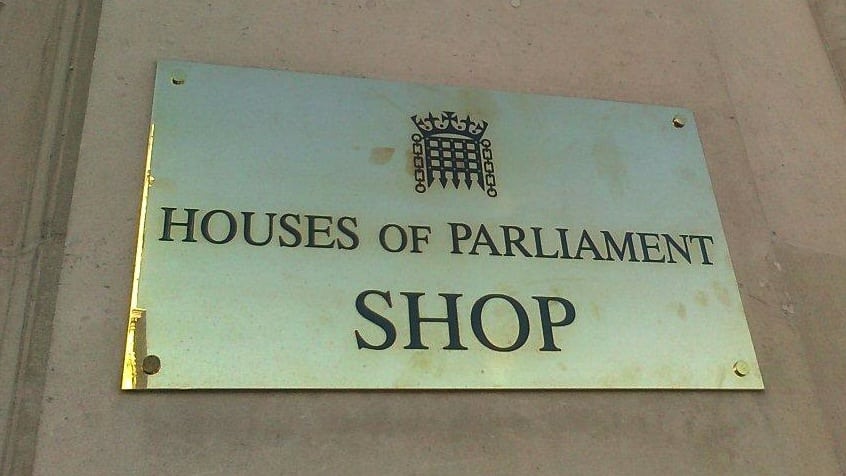 HOUSES OF PARLIAMENT
SHOP